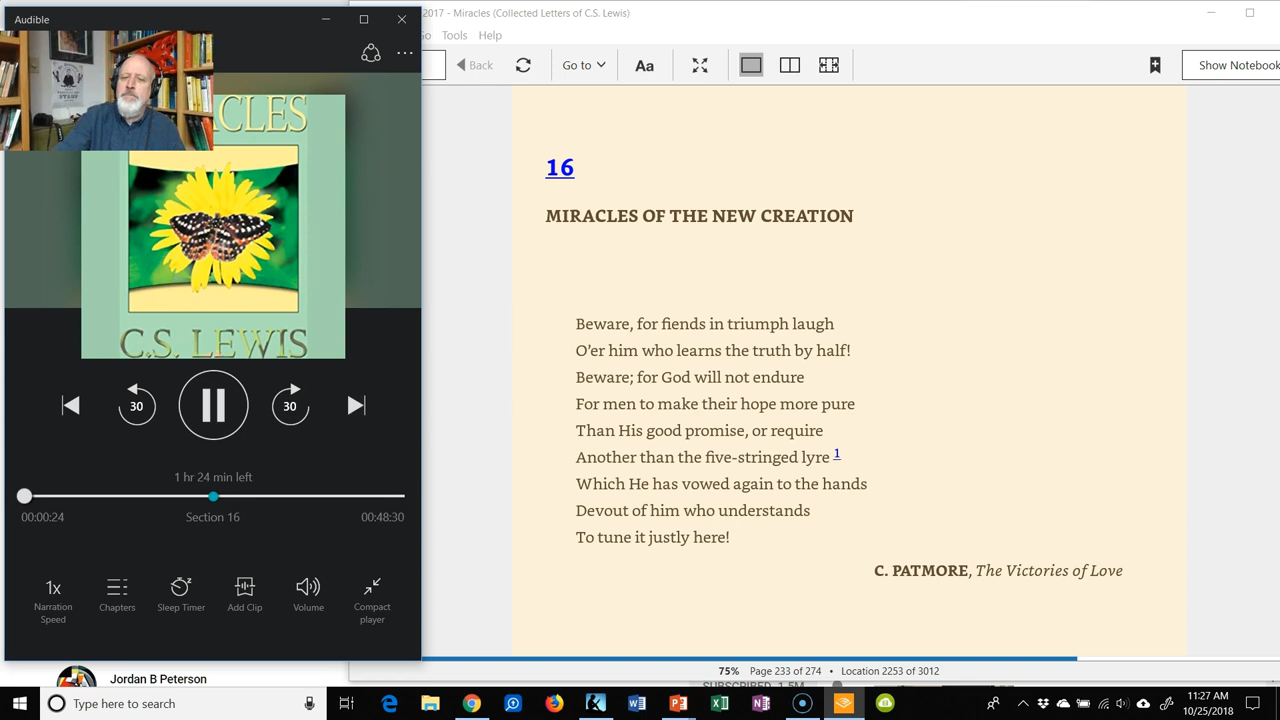 Audible
2017 - Miracles (Collected Letters of C.S. Lewis)
Go Tools Help
Back
Go to
Aa
Show Notebook
ACLES
C.S. LEWIS
30
30
1 hr 24 min left
00:00:24
Section 16
00:48:30
1x
Narration
Speed
Chapters
Sleep Timer
Add Clip
Volume
Compact
player
16
MIRACLES OF THE NEW CREATION
Beware, for fiends in triumph laugh
O’er him who learns the truth by half!
Beware; for God will not endure
For men to make their hope more pure
Than His good promise, or require
Another than the five-stringed lyre 1
Which He has vowed again to the hands
Devout of him who understands
To tune it justly here!
C. PATMORE, The Victories of Love
75% Page 233 of 274 • Location 2253 of 3012
Jordan B Peterson
SUBSCRIBED 1.5M
Type here to search
11:27 AM
10/25/2018